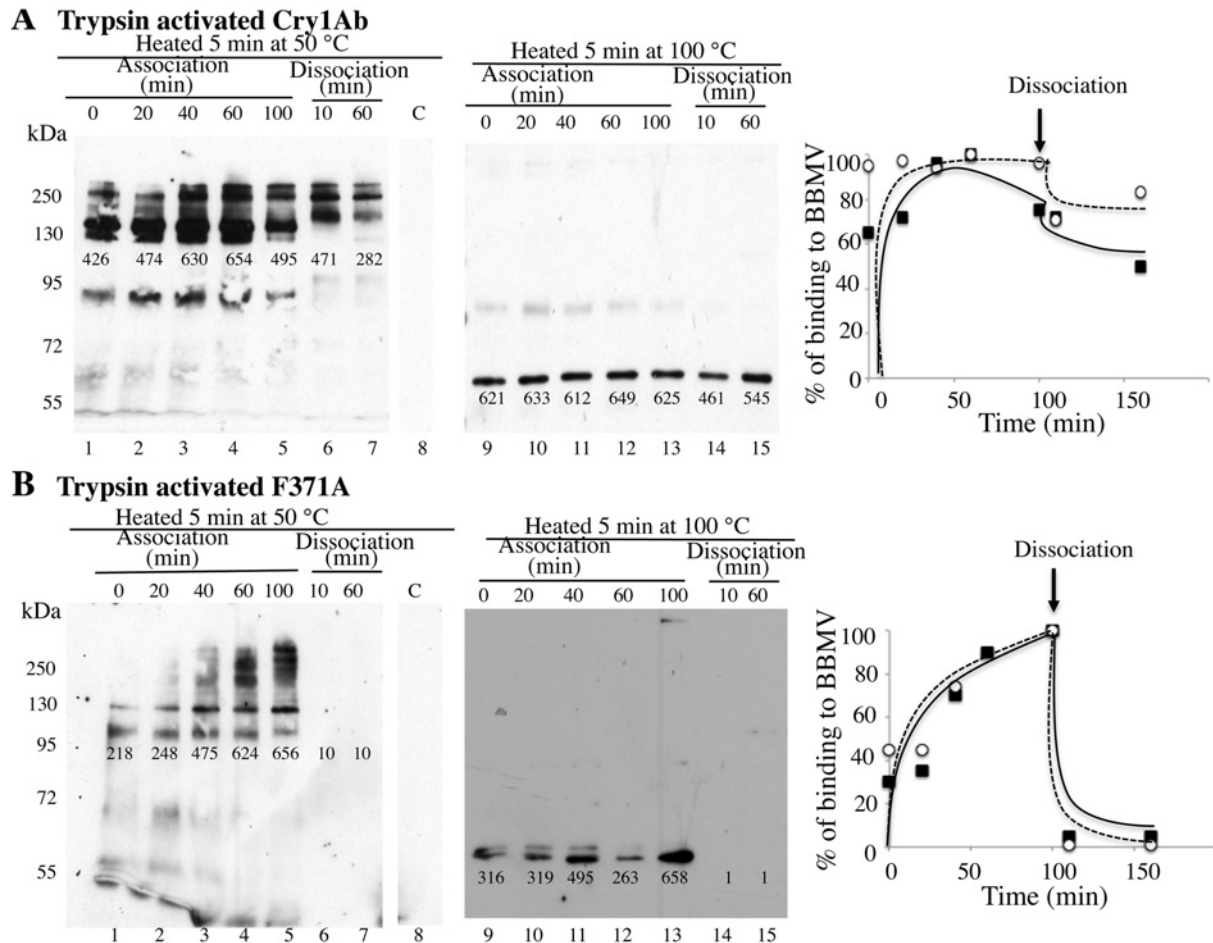 A Trypsin activated Cry1Ab
Heated 5 min at 50 °C
Association (min)
Dissociation (min)
0 20 40 60 100 10 60 C
kDa
250
130
426 474 630 654 495 471 282
95
72
55
1 2 3 4 5 6 7 8
Heated 5 min at 100 °C
Association (min)
Dissociation (min)
0 20 40 60 100 10 60
621 633 612 649 625 461 545
9 10 11 12 13 14 15
Dissociation
% of binding to BBMV
100
80
60
40
20
0
0 50 100 150
Time (min)
B Trypsin activated F371A
Heated 5 min at 50 °C
Association (min)
Dissociation (min)
0 20 40 60 100 10 60 C
kDa
250
130
95
218 248 475 624 656 10 10
72
55
1 2 3 4 5 6 7 8
Heated 5 min at 100 °C
Association (min)
Dissociation (min)
0 20 40 60 100 10 60
316 319 495 263 658 1 1
9 10 11 12 13 14 15
Dissociation
% of binding to BBMV
100
80
60
40
20
0
0 50 100 150
Time (min)